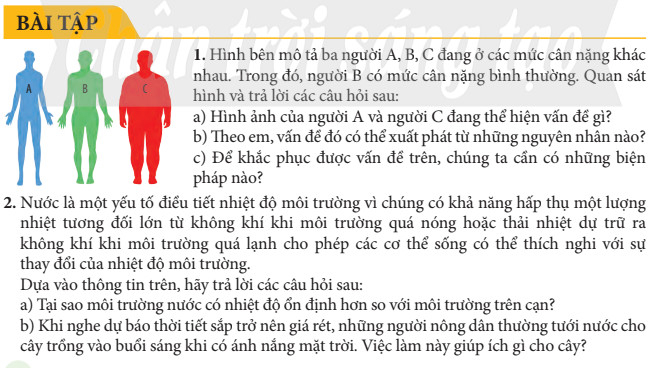 BÀI TẬP
Chân trời sáng tạo
A B C
1. Hình bên mô tả ba người A, B, C đang ở các mức cân nặng khác
nhau. Trong đó, người B có mức cân nặng bình thường. Quan sát
hình và trả lời các câu hỏi sau:
a) Hình ảnh của người A và người C đang thể hiện vấn đề gì?
b) Theo em, vấn đề đó có thể xuất phát từ những nguyên nhân nào?
c) Để khắc phục được vấn đề trên, chúng ta cần có những biện
pháp nào?
2. Nước là một yếu tố điều tiết nhiệt độ môi trường vì chúng có khả năng hấp thụ một lượng
nhiệt tương đối lớn từ không khí khi môi trường quá nóng hoặc thải nhiệt dự trữ ra
không khí khi môi trường quá lạnh cho phép các cơ thể sống có thể thích nghi với sự
thay đổi của nhiệt độ môi trường.
Dựa vào thông tin trên, hãy trả lời các câu hỏi sau:
a) Tại sao môi trường nước có nhiệt độ ổn định hơn so với môi trường trên cạn?
b) Khi nghe dự báo thời tiết sắp trở nên giá rét, những người nông dân thường tưới nước cho
cây trồng vào buổi sáng khi có ánh nắng mặt trời. Việc làm này giúp ích gì cho cây?